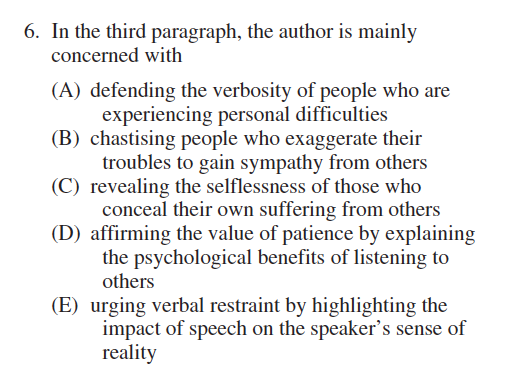 6. In the third paragraph, the author is mainly
concerned with
(A) defending the verbosity of people who are
experiencing personal difficulties
(B) chastising people who exaggerate their
troubles to gain sympathy from others
(C) revealing the selflessness of those who
conceal their own suffering from others
(D) affirming the value of patience by explaining
the psychological benefits of listening to
others
(E) urging verbal restraint by highlighting the
impact of speech on the speaker's sense of
reality